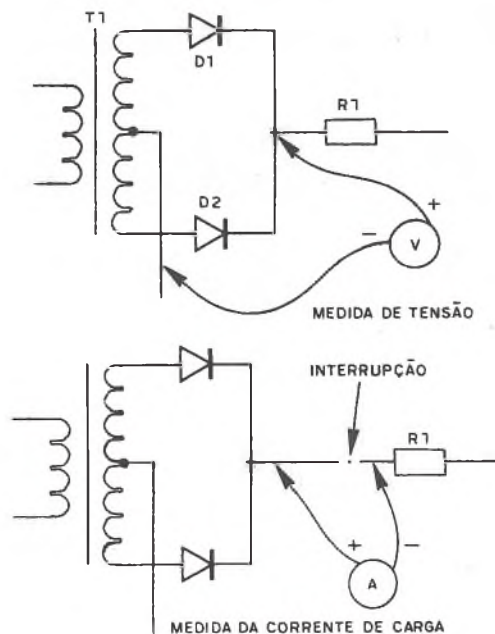 T1
D1
R1
D2
+
-
V
MEDIDA DE TENSÃO
INTERRUPÇÃO
R1
+
-
A
MEDIDA DA CORRENTE DE CARGA